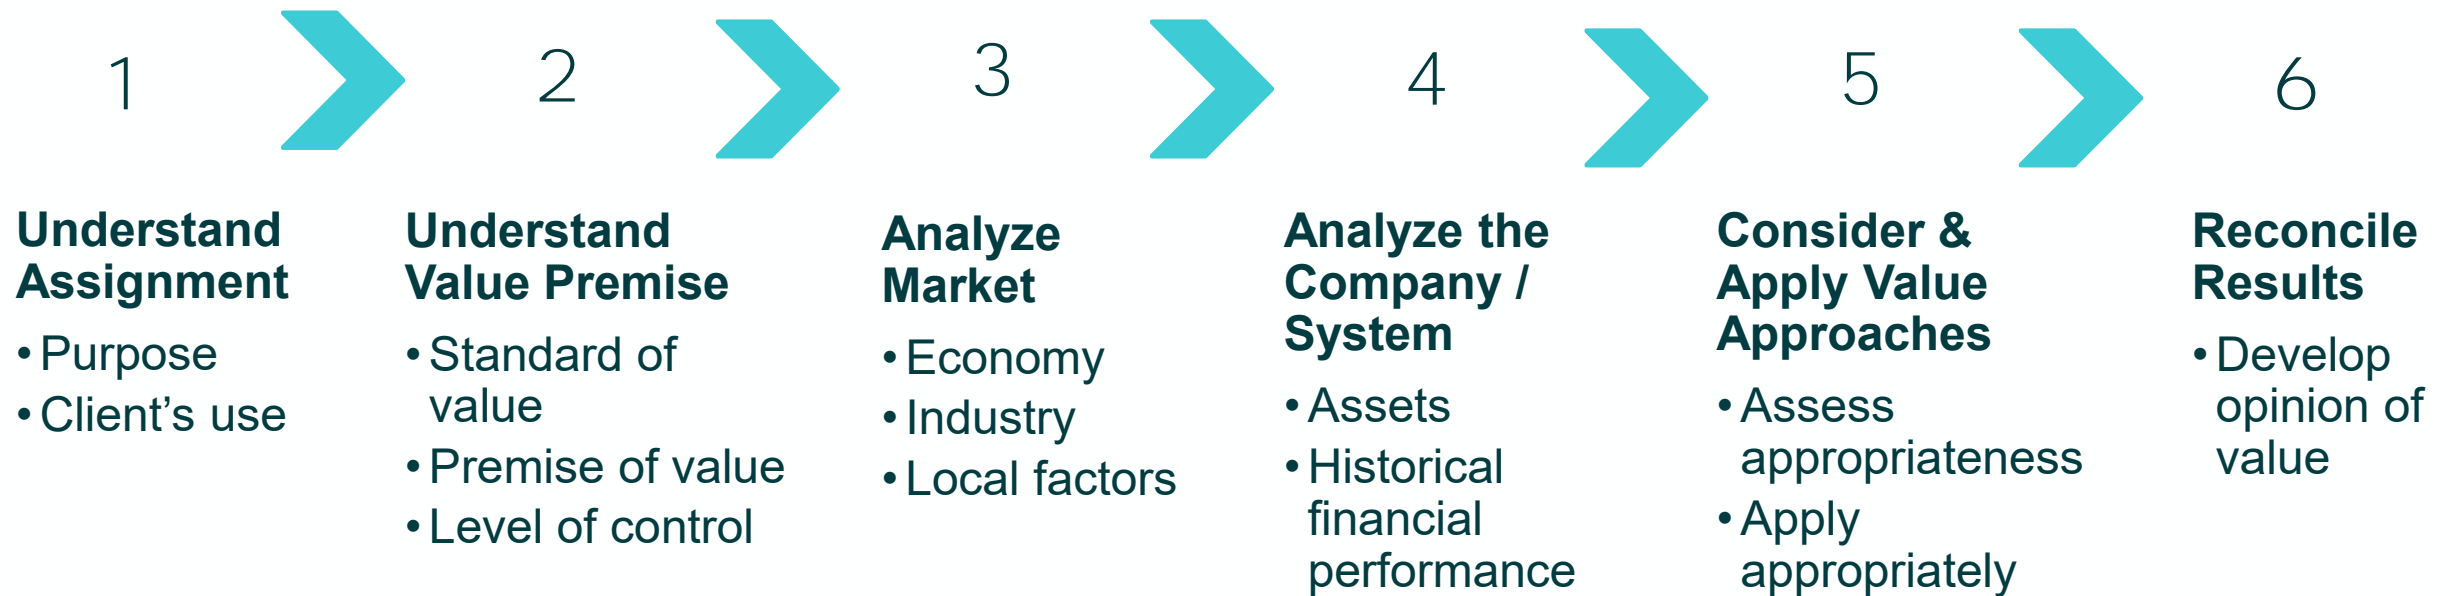 1
Understand
Assignment
• Purpose
• Client’s use
2
Understand
Value Premise
• Standard of
value
• Premise of value
• Level of control
3
Analyze
Market
• Economy
• Industry
• Local factors
4
Analyze the
Company /
System
• Assets
• Historical
financial
performance
5
Consider &
Apply Value
Approaches
• Assess
appropriateness
• Apply
appropriately
6
Reconcile
Results
• Develop
opinion of
value